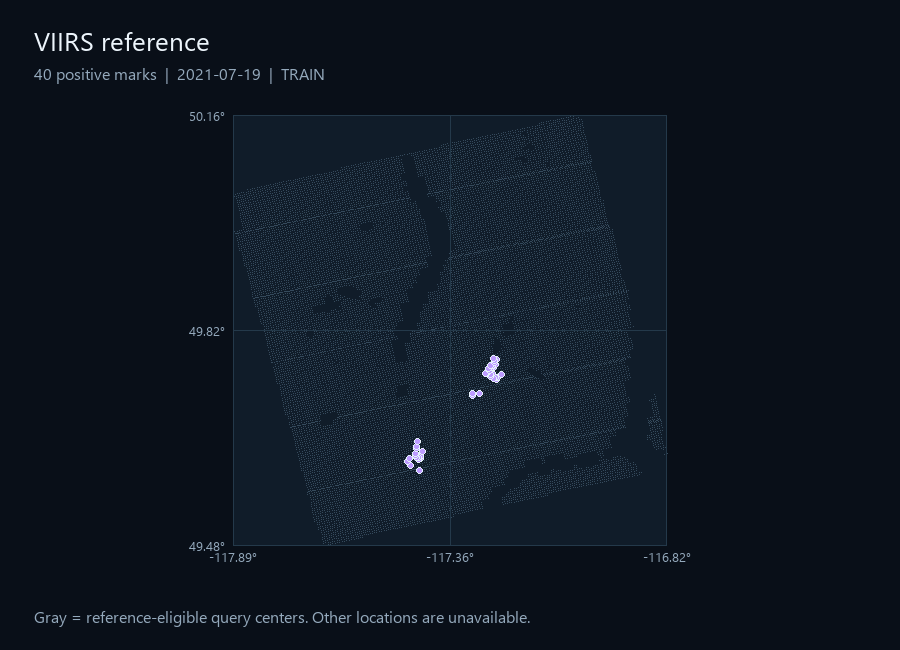 VIIRS reference
40 positive marks | 2021-07-19 | TRAIN
50.16°
49.82°
49.48°
-117.89°
-117.36°
-116.82°
Gray = reference-eligible query centers. Other locations are unavailable.